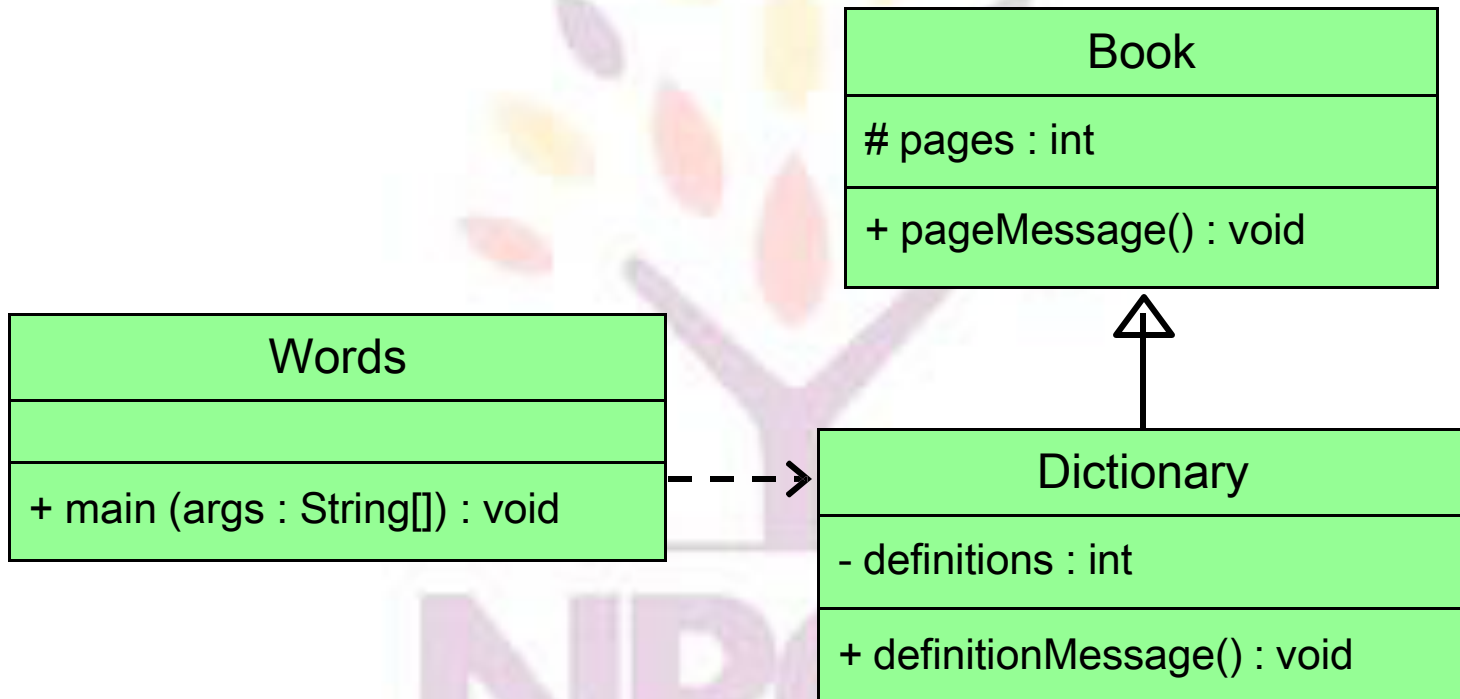 Book
# pages : int
+ pageMessage() : void
Words
+ main (args : String[]) : void
Dictionary
- definitions : int
+ definitionMessage() : void